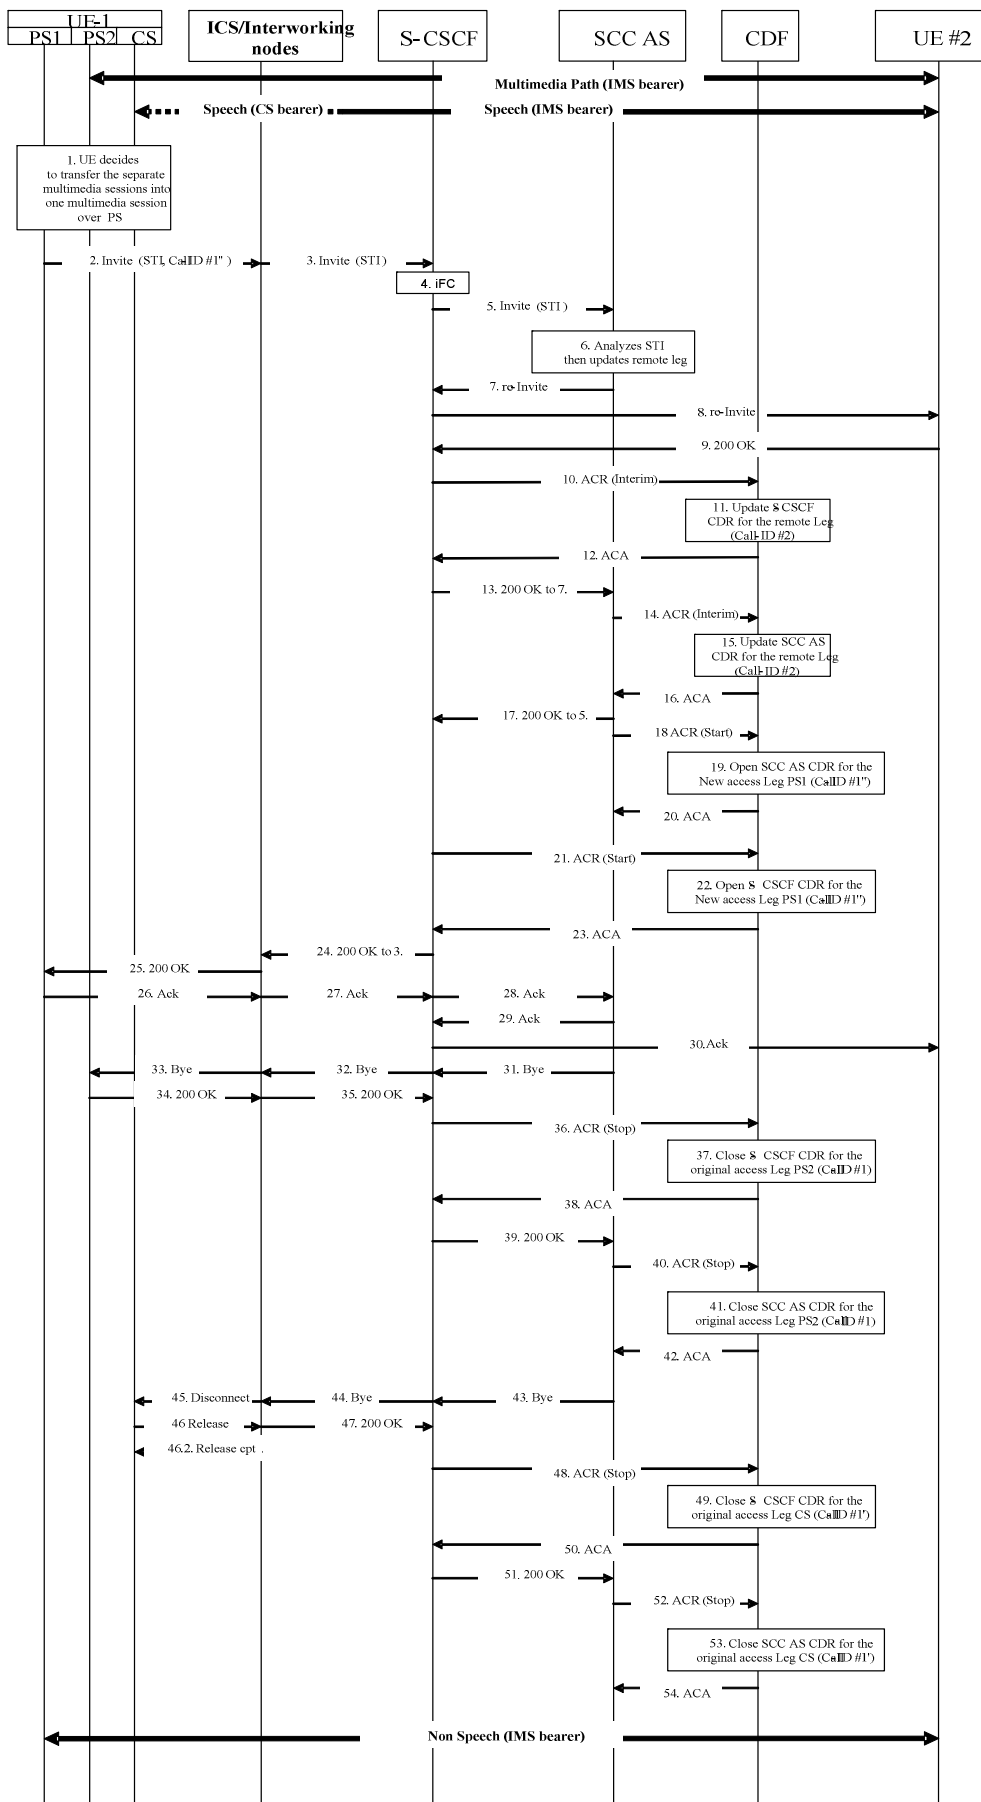 UE-1
PS1 PS2 CS
ICS/Interworking
nodes
S-CSCF
SCC AS
CDF
UE #2
Multimedia Path (IMS bearer)
Speech (CS bearer)
Speech (IMS bearer)
1. UE decides
to transfer the separate
multimedia sessions into
one multimedia session
over PS
2. Invite (STI, Call-ID #1" )
3. Invite (STI)
4. iFC
5. Invite (STI )
6. Analyzes STI
then updates remote leg
7. re-Invite
8. re-Invite
9. 200 OK
10. ACR (Interim)
11. Update S-CSCF
CDR for the remote Leg
(Call-ID #2)
12. ACA
13. 200 OK to 7.
14. ACR (Interim)
15. Update SCC AS
CDR for the remote Leg
(Call-ID #2)
16. ACA
17. 200 OK to 5.
18 ACR (Start)
19. Open SCC AS CDR for the
New access Leg PS1 (Call-ID #1")
20. ACA
21. ACR (Start)
22. Open S-CSCF CDR for the
New access Leg PS1 (Call-ID #1")
23. ACA
24. 200 OK to 3.
25. 200 OK
26. Ack
27. Ack
28. Ack
29. Ack
30. Ack
33. Bye
32. Bye
31. Bye
34. 200 OK
35. 200 OK
36. ACR (Stop)
37. Close S-CSCF CDR for the
original access Leg PS2 (Call-ID #1)
38. ACA
39. 200 OK
40. ACR (Stop)
41. Close SCC AS CDR for the
original access Leg PS2 (Call-ID #1)
42. ACA
45. Disconnect
44. Bye
43. Bye
46 Release
47. 200 OK
46.2. Release cpt .
48. ACR (Stop)
49. Close S-CSCF CDR for the
original access Leg CS (Call-ID #1')
50. ACA
51. 200 OK
52. ACR (Stop)
53. Close SCC AS CDR for the
original access Leg CS (Call-ID #1')
54. ACA
Non Speech (IMS bearer)